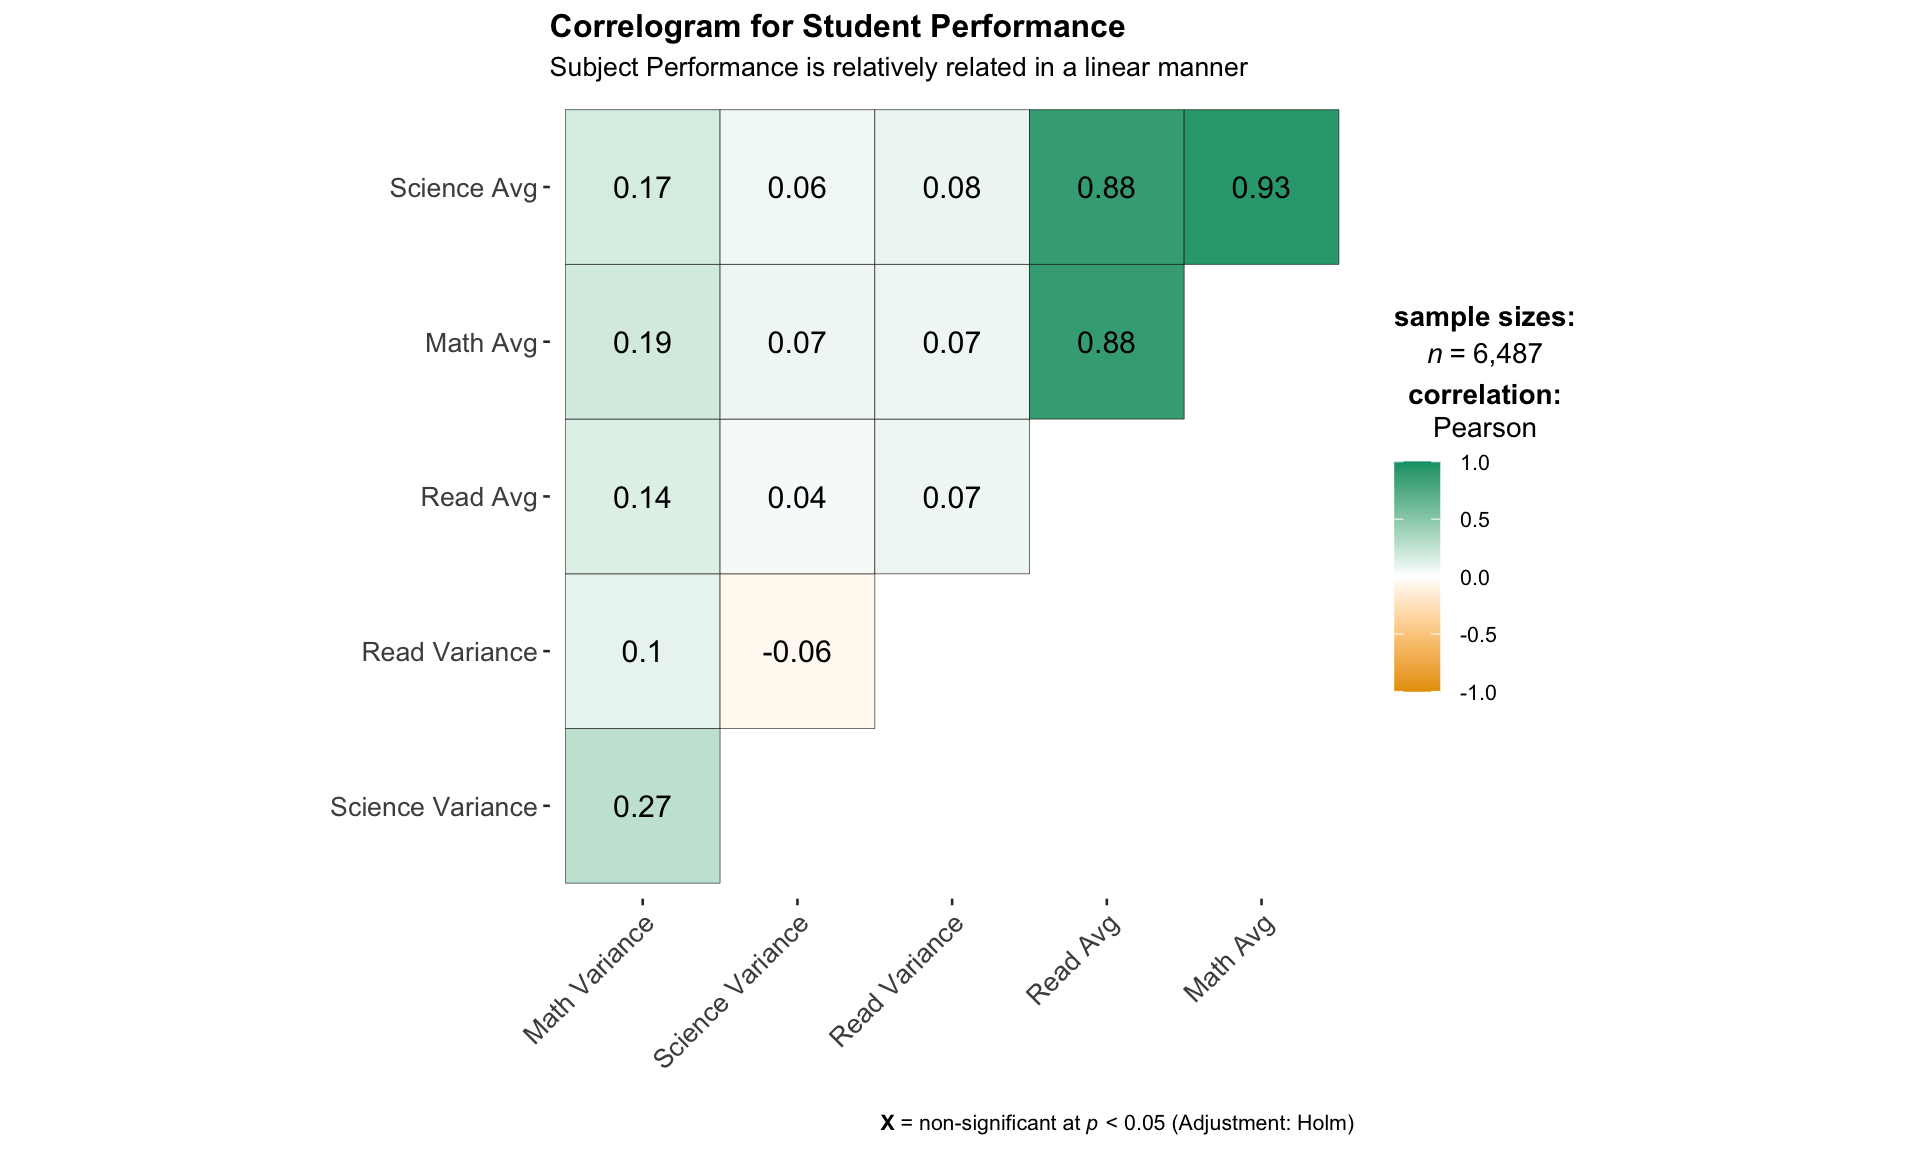 Correlogram for Student Performance
Subject Performance is relatively related in a linear manner
Science Avg 0.17 0.06 0.08 0.88 0.93
Math Avg 0.19 0.07 0.07 0.88
Read Avg 0.14 0.04 0.07
Read Variance 0.1 -0.06
Science Variance 0.27
Math Variance Science Variance Read Variance Read Avg Math Avg
sample sizes:
n = 6,487
correlation:
Pearson
1.0
0.5
0.0
-0.5
-1.0
X = non-significant at p < 0.05 (Adjustment: Holm)